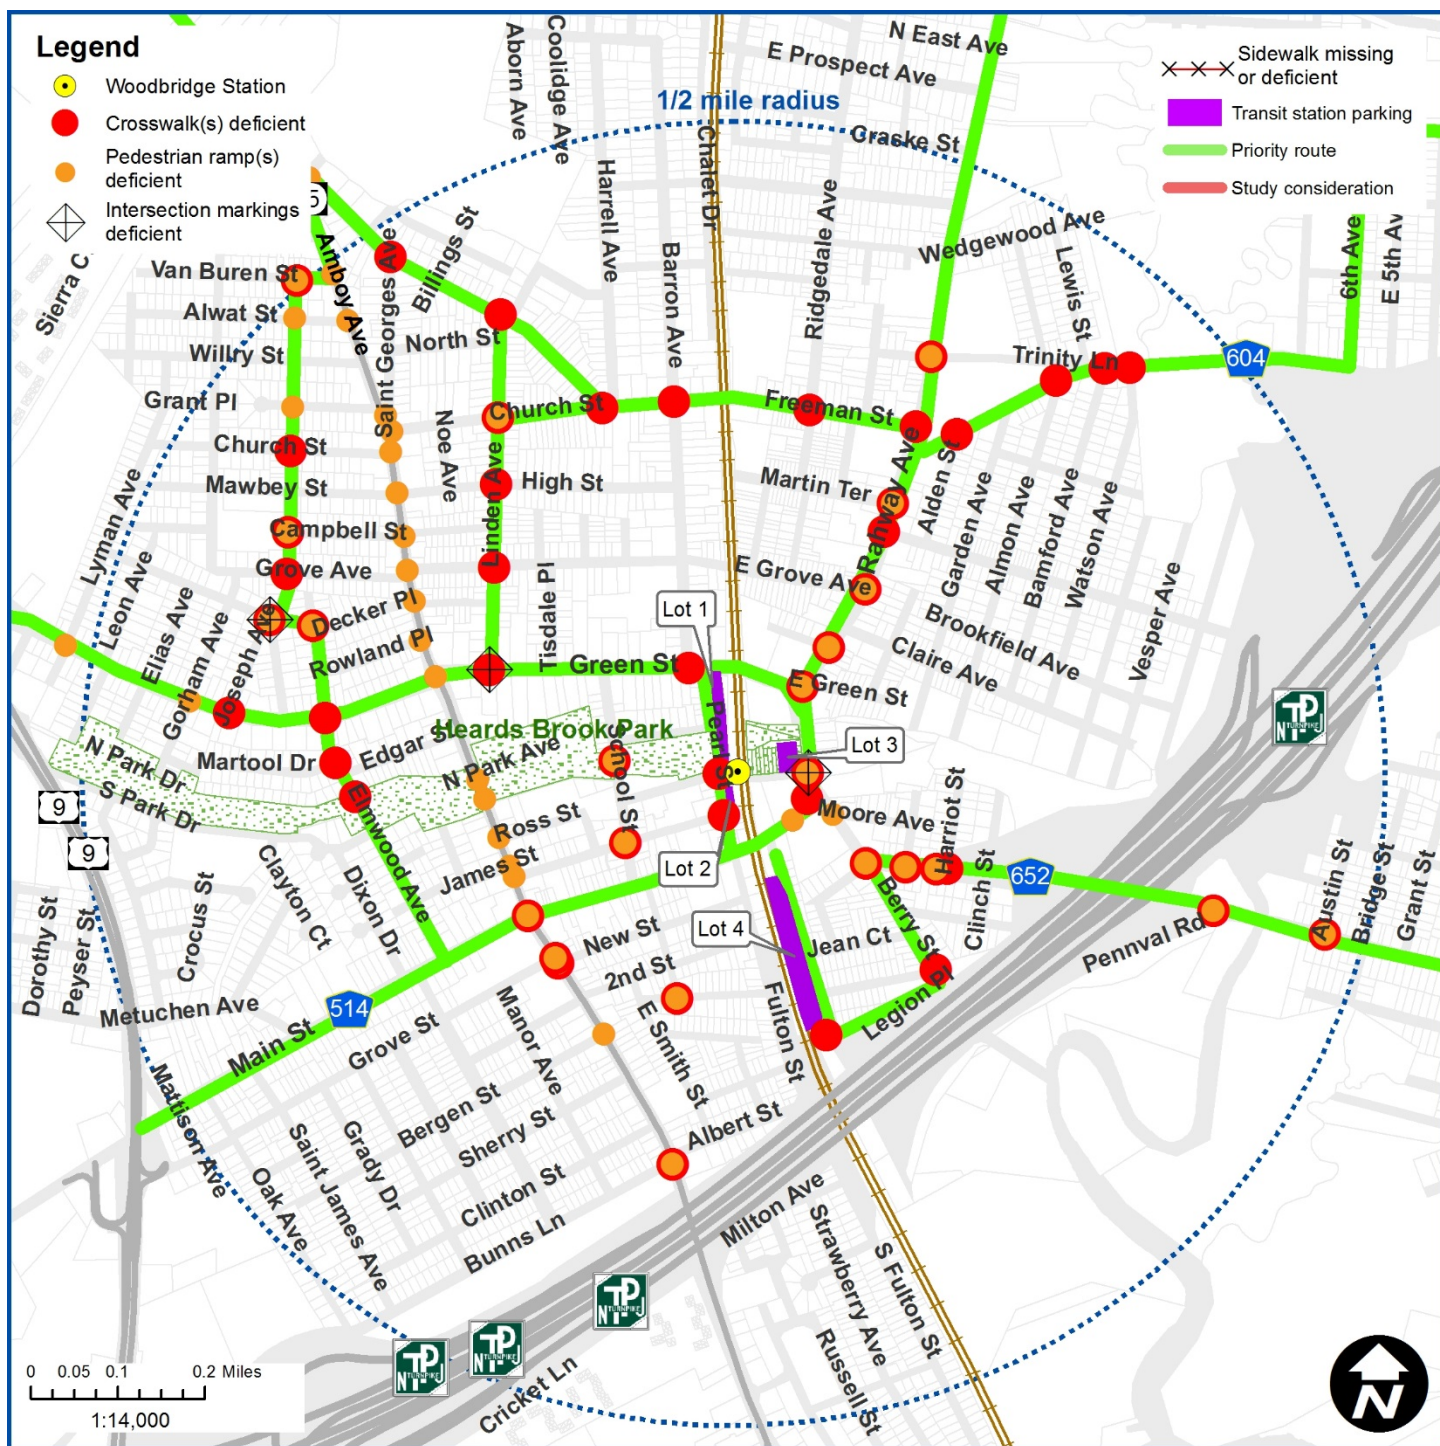 Legend
Woodbridge Station
Crosswalk(s) deficient
Pedestrian ramp(s)
deficient
Intersection markings
deficient
Sidewalk missing
or deficient
Transit station parking
Priority route
Study consideration
1/2 mile radius
N East Ave
E Prospect Ave
Craske St
Aborn Ave
Coolidge Ave
Chalet Dr
Harrell Ave
Barron Ave
Ridgedale Ave
Wedgewood Ave
Lewis St
6th Ave
E 5th Av
5
Sierra C
Van Buren St
Amboy Ave
Saint Georges Ave
Billings St
Alwat St
North St
Willry St
Trinity Ln
604
Grant Pl
Church St
Freeman St
Noe Ave
Church St
Linden Ave
High St
Mawbey St
Martin Ter
Rahway Ave
Alden St
Garden Ave
Almon Ave
Bamford Ave
Watson Ave
Lyman Ave
Campbell St
Grove Ave
E Grove Ave
Leon Ave
Elias Ave
Gorham Ave
Joseph Ave
Decker Pl
Rowland Pl
Tisdale Pl
Lot 1
Brookfield Ave
Claire Ave
Vesper Ave
Green St
E Green St
Pearl St
Heards Brook Park
Lot 3
NJ TURNPIKE
N Park Dr
S Park Dr
Martool Dr
Edgar S
N Park Ave
School St
9
9
Elmwood Ave
Ross St
James St
Lot 2
Moore Ave
Harriot St
652
Clinch St
Berry St
Austin St
Bridge St
Grant St
Clayton Ct
Dixon Dr
Crocus St
Dorothy St
Peyser St
New St
Lot 4
Jean Ct
Pennval Rd
2nd St
Legion Pl
Metuchen Ave
514
Main St
Grove St
Manor Ave
E Smith St
Fulton St
Mattison Ave
Bergen St
Sherry St
Albert St
Grady Dr
Saint James Ave
Oak Ave
Clinton St
Bunns Ln
Milton Ave
Strawberry Ave
S Fulton St
Russell St
Cricket Ln
NJ TURNPIKE
NJ TURNPIKE
NJ TURNPIKE
0 0.05 0.1 0.2 Miles
1:14,000
N